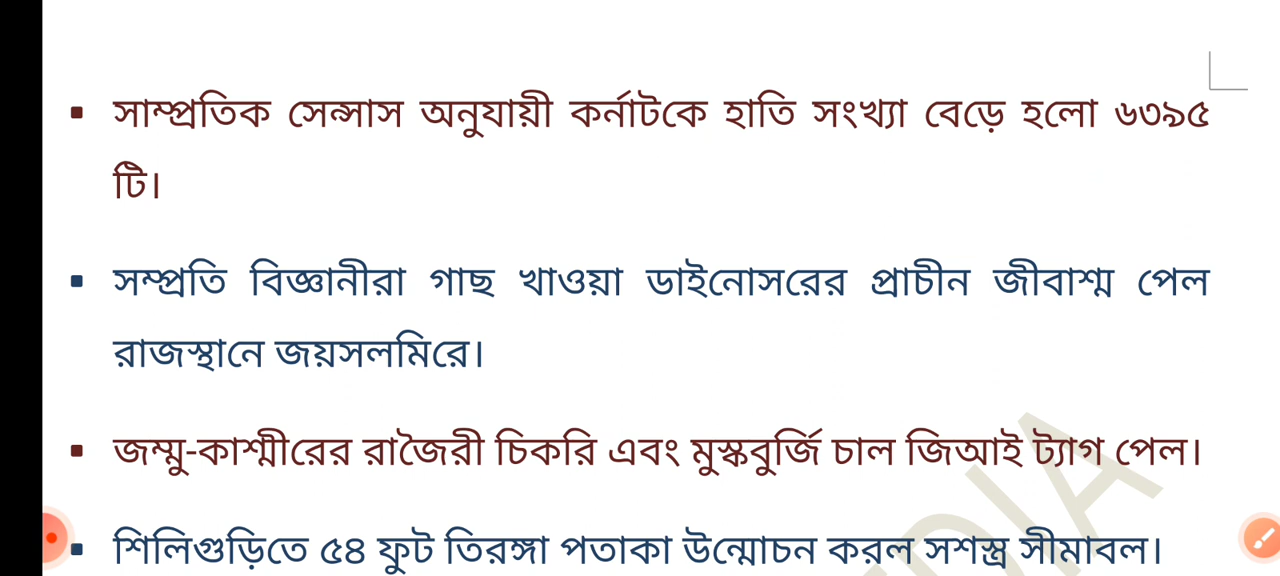 ▪ সাম্প্রতিক সেন্সাস অনুযায়ী কর্নাটকে হাতি সংখ্যা বেড়ে হলো ৬৩৯৫
টি।
▪ সম্প্রতি বিজ্ঞানীরা গাছ খাওয়া ডাইনোসরের প্রাচীন জীবাশ্ম পেল
রাজস্থানে জয়সলমিরে।
▪ জম্মু-কাশ্মীরের রাজৈরী চিকরি এবং মুস্কবুর্জি চাল জিআই ট্যাগ পেল।
▪ শিলিগুড়িতে ৫৪ ফুট তিরঙ্গা পতাকা উন্মোচন করল সশস্ত্র সীমাবল।